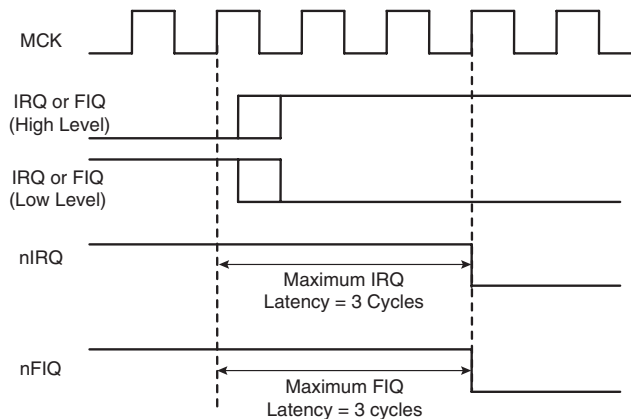 MCK
IRQ or FIQ
(High Level)
IRQ or FIQ
(Low Level)
nIRQ
Maximum IRQ
Latency = 3 Cycles
nFIQ
Maximum FIQ
Latency = 3 cycles